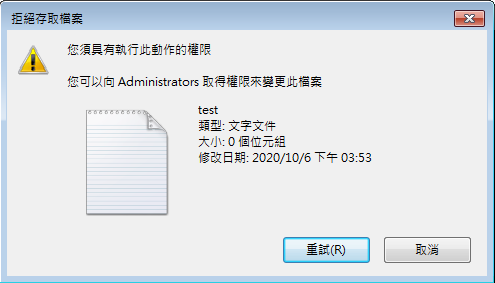 拒絕存取檔案
您須具有執行此動作的權限
您可以向 Administrators 取得權限來變更此檔案
test
類型: 文字文件
大小: 0 個位元組
修改日期: 2020/10/6 下午 03:53
重試(R)
取消